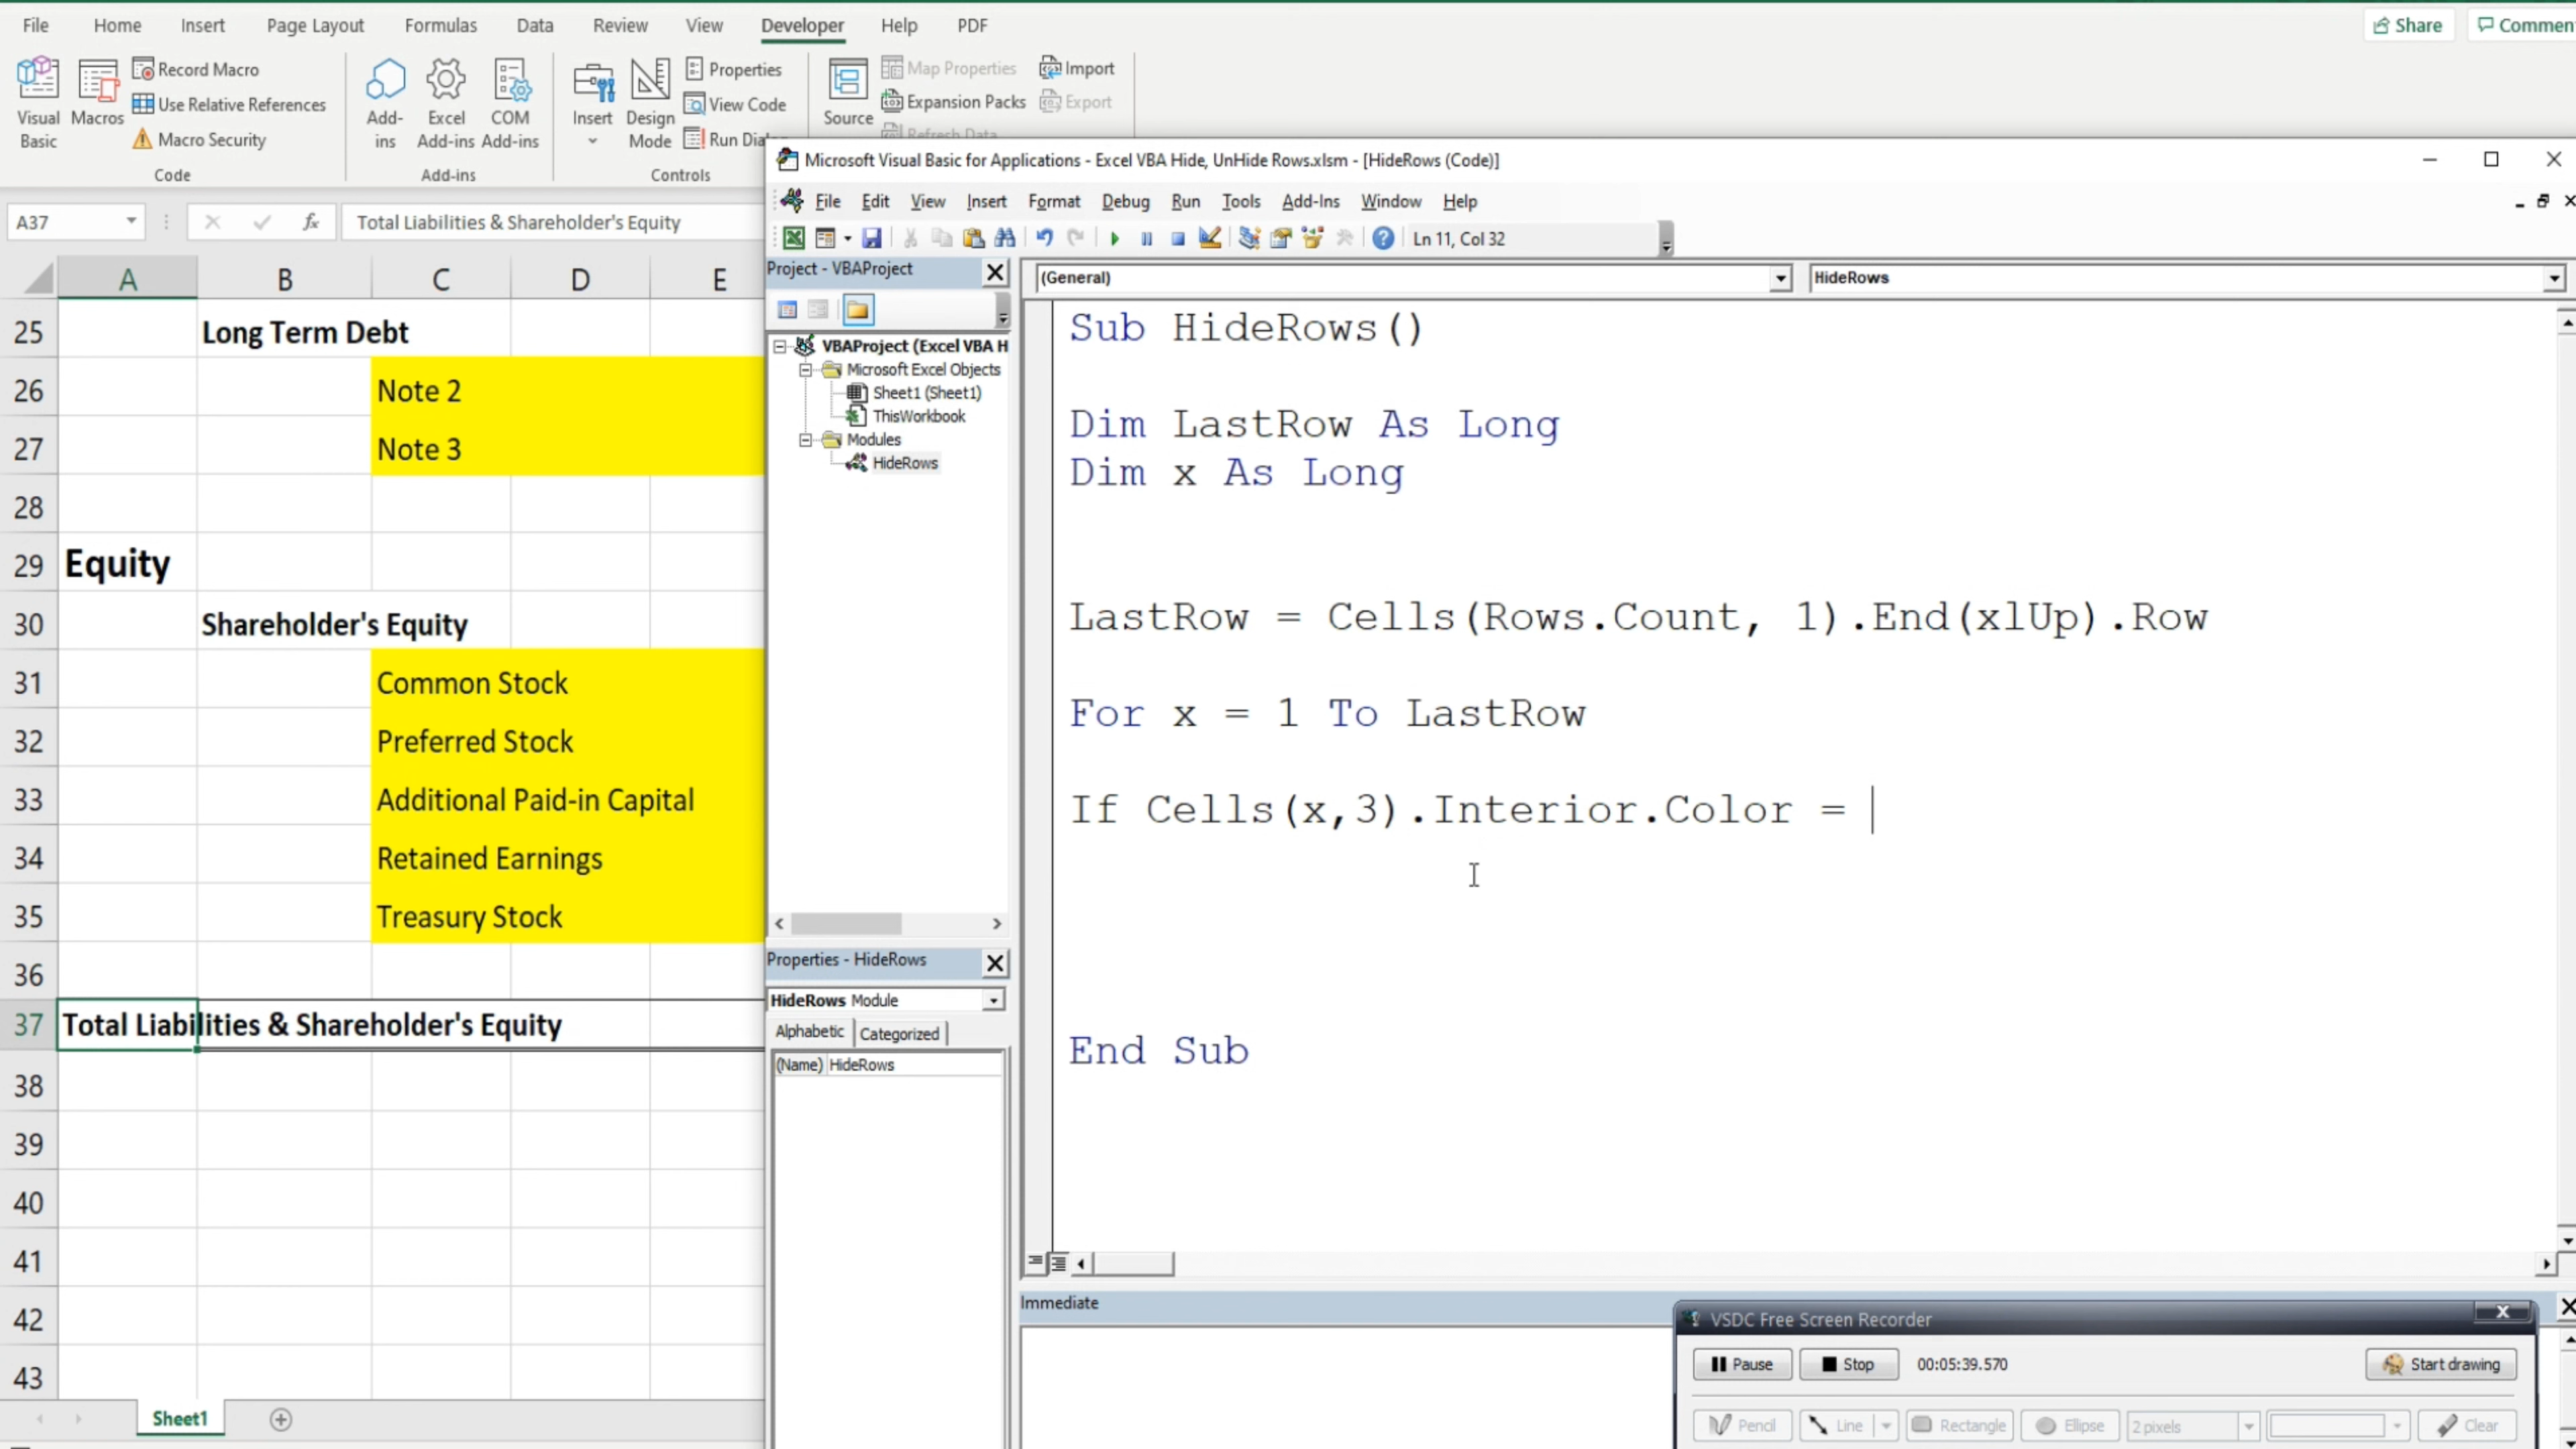 File Home Insert Page Layout Formulas Data Review View Developer Help PDF Share
Record Macro
Use Relative References
Macro Security
Visual Basic
Macros
Code
Add-ins
Excel Add-ins
COM Add-ins
Add-ins
Insert
Design Mode
Properties
View Code
Controls
Source
Map Properties
Expansion Packs
Refresh Data
Import
Export
A37
fx
Total Liabilities & Shareholder's Equity
A B C D E
25 Long Term Debt
26 Note 2
27 Note 3
28
29 Equity
30 Shareholder's Equity
31 Common Stock
32 Preferred Stock
33 Additional Paid-in Capital
34 Retained Earnings
35 Treasury Stock
36
37 Total Liabilities & Shareholder's Equity
38
39
40
41
42
43
Sheet1
Microsoft Visual Basic for Applications - Excel VBA Hide, UnHide Rows.xlsm - [HideRows (Code)]
File Edit View Insert Format Debug Run Tools Add-Ins Window Help
Ln 11, Col 32
Project - VBAProject
VBAProject (Excel VBA H
Microsoft Excel Objects
Sheet1 (Sheet1)
ThisWorkbook
Modules
HideRows
Properties - HideRows
HideRows Module
Alphabetic Categorized
(Name) HideRows
(General) HideRows
Sub HideRows()
Dim LastRow As Long
Dim x As Long
LastRow = Cells(Rows.Count, 1).End(xlUp).Row
For x = 1 To LastRow
If Cells(x,3).Interior.Color =
End Sub
Immediate
VSDC Free Screen Recorder
Pause Stop 00:05:39.570 Start drawing
Pencil Line Rectangle Ellipse 2 pixels Clear